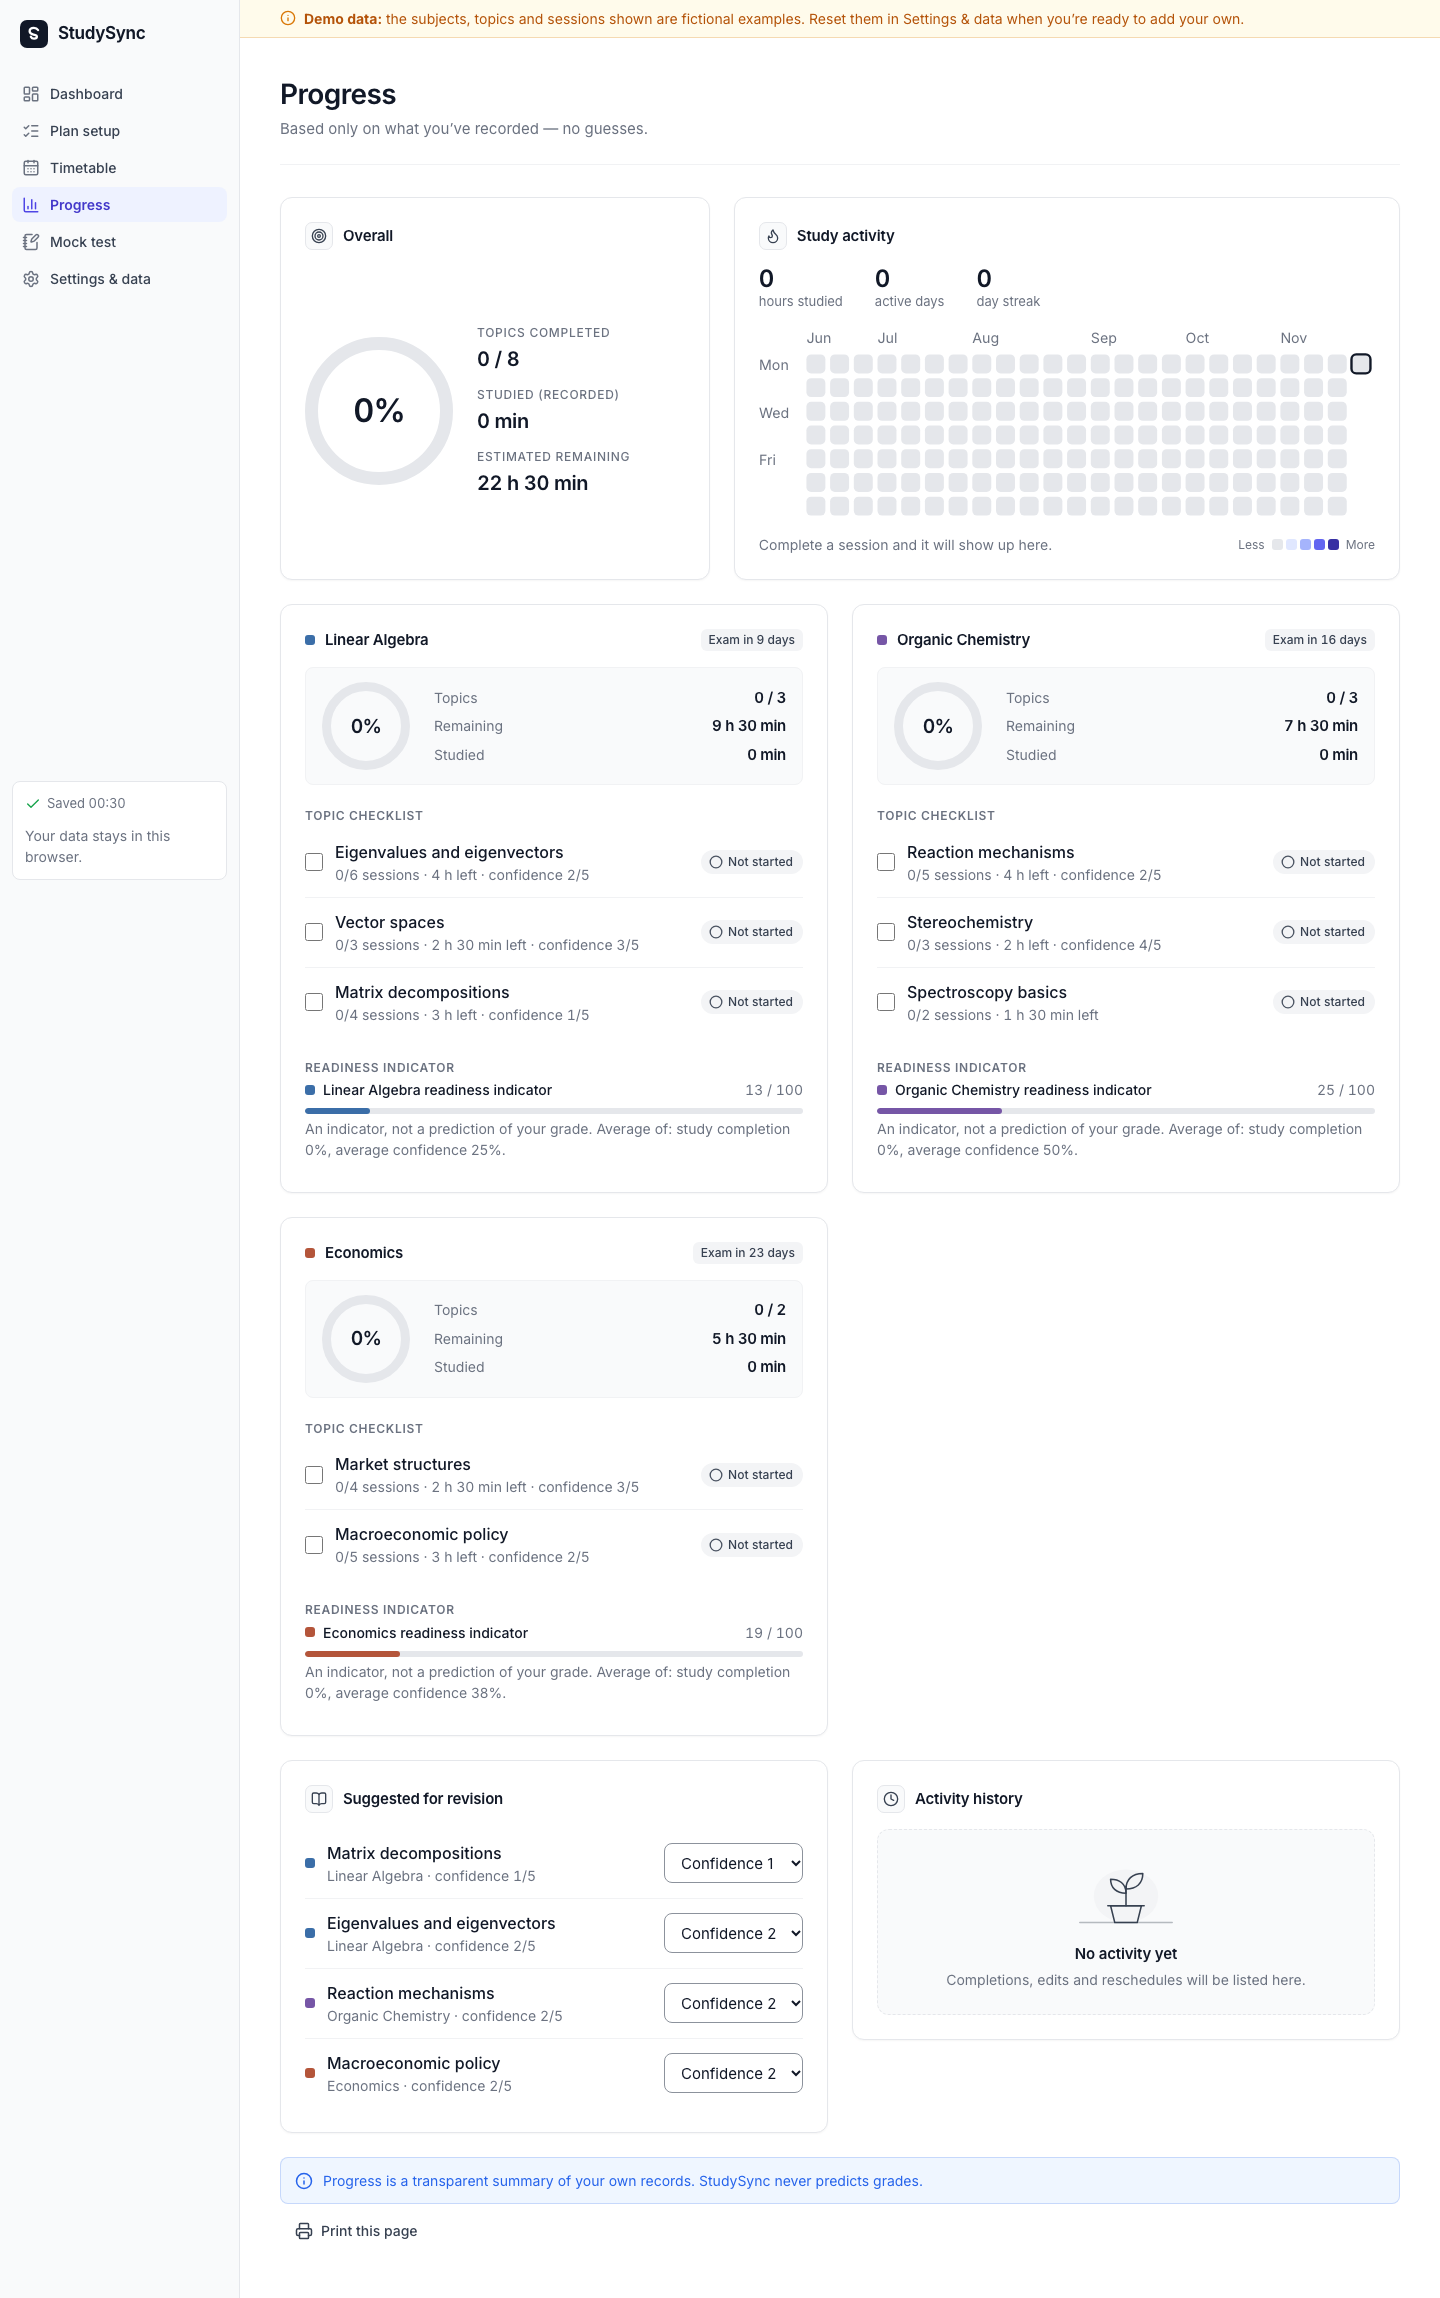 StudySync
Dashboard
Plan setup
Timetable
Progress
Mock test
Settings & data
Saved 00:30
Your data stays in this
browser.
Demo data: the subjects, topics and sessions shown are fictional examples. Reset them in Settings & data when you’re ready to add your own.
Progress
Based only on what you’ve recorded — no guesses.
Overall
0%
TOPICS COMPLETED
0 / 8
STUDIED (RECORDED)
0 min
ESTIMATED REMAINING
22 h 30 min
Study activity
0 0 0
hours studied active days day streak
Jun Jul Aug Sep Oct Nov
Mon
Wed
Fri
Complete a session and it will show up here.
Less More
Linear Algebra
Exam in 9 days
0%
Topics 0 / 3
Remaining 9 h 30 min
Studied 0 min
TOPIC CHECKLIST
Eigenvalues and eigenvectors
0/6 sessions · 4 h left · confidence 2/5
Not started
Vector spaces
0/3 sessions · 2 h 30 min left · confidence 3/5
Not started
Matrix decompositions
0/4 sessions · 3 h left · confidence 1/5
Not started
READINESS INDICATOR
Linear Algebra readiness indicator 13 / 100
An indicator, not a prediction of your grade. Average of: study completion
0%, average confidence 25%.
Organic Chemistry
Exam in 16 days
0%
Topics 0 / 3
Remaining 7 h 30 min
Studied 0 min
TOPIC CHECKLIST
Reaction mechanisms
0/5 sessions · 4 h left · confidence 2/5
Not started
Stereochemistry
0/3 sessions · 2 h left · confidence 4/5
Not started
Spectroscopy basics
0/2 sessions · 1 h 30 min left
Not started
READINESS INDICATOR
Organic Chemistry readiness indicator 25 / 100
An indicator, not a prediction of your grade. Average of: study completion
0%, average confidence 50%.
Economics
Exam in 23 days
0%
Topics 0 / 2
Remaining 5 h 30 min
Studied 0 min
TOPIC CHECKLIST
Market structures
0/4 sessions · 2 h 30 min left · confidence 3/5
Not started
Macroeconomic policy
0/5 sessions · 3 h left · confidence 2/5
Not started
READINESS INDICATOR
Economics readiness indicator 19 / 100
An indicator, not a prediction of your grade. Average of: study completion
0%, average confidence 38%.
Suggested for revision
Matrix decompositions
Linear Algebra · confidence 1/5
Confidence 1
Eigenvalues and eigenvectors
Linear Algebra · confidence 2/5
Confidence 2
Reaction mechanisms
Organic Chemistry · confidence 2/5
Confidence 2
Macroeconomic policy
Economics · confidence 2/5
Confidence 2
Activity history
No activity yet
Completions, edits and reschedules will be listed here.
Progress is a transparent summary of your own records. StudySync never predicts grades.
Print this page